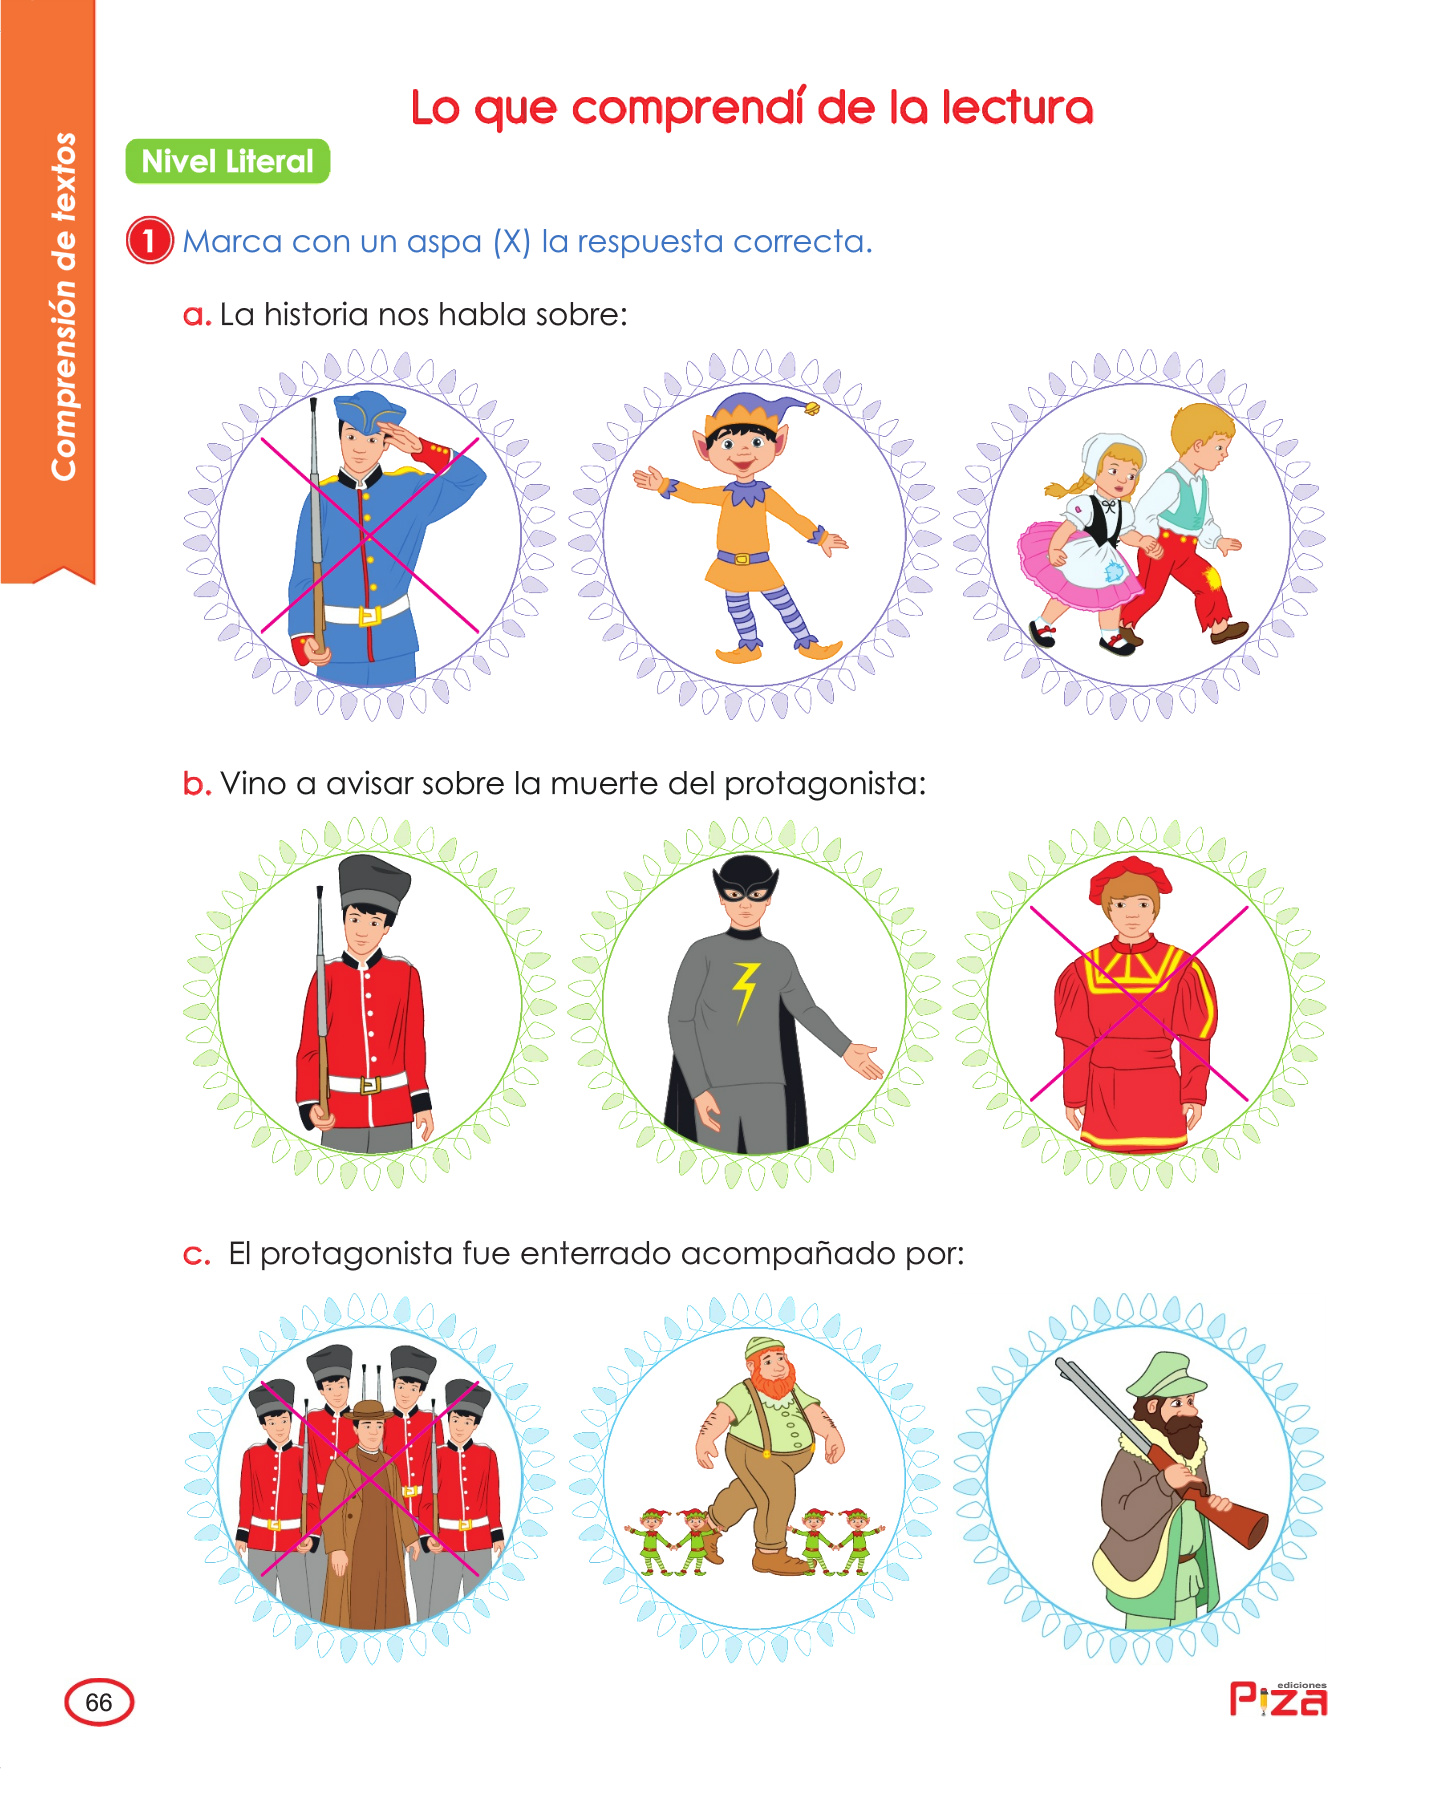 Comprensión de textos
Lo que comprendí de la lectura
Nivel Literal
1 Marca con un aspa (X) la respuesta correcta.
a. La historia nos habla sobre:
b. Vino a avisar sobre la muerte del protagonista:
c. El protagonista fue enterrado acompañado por:
66
ediciones
Piza